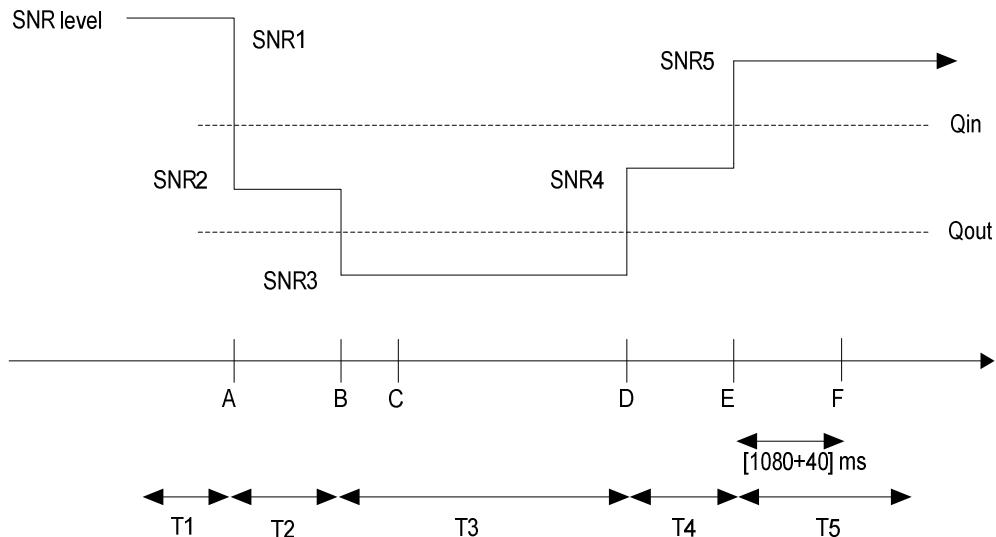 SNR level
SNR1
SNR5
Qin
SNR2
SNR4
Qout
SNR3
A B C D E F
[1080+40] ms
T1 T2 T3 T4 T5